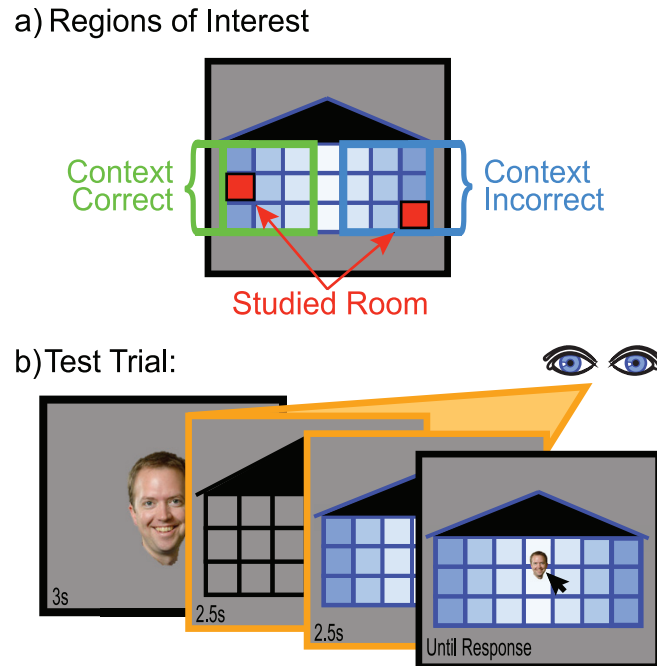 a) Regions of Interest
Context
Correct
Context
Incorrect
Studied Room
b) Test Trial:
3s
2.5s
2.5s
Until Response